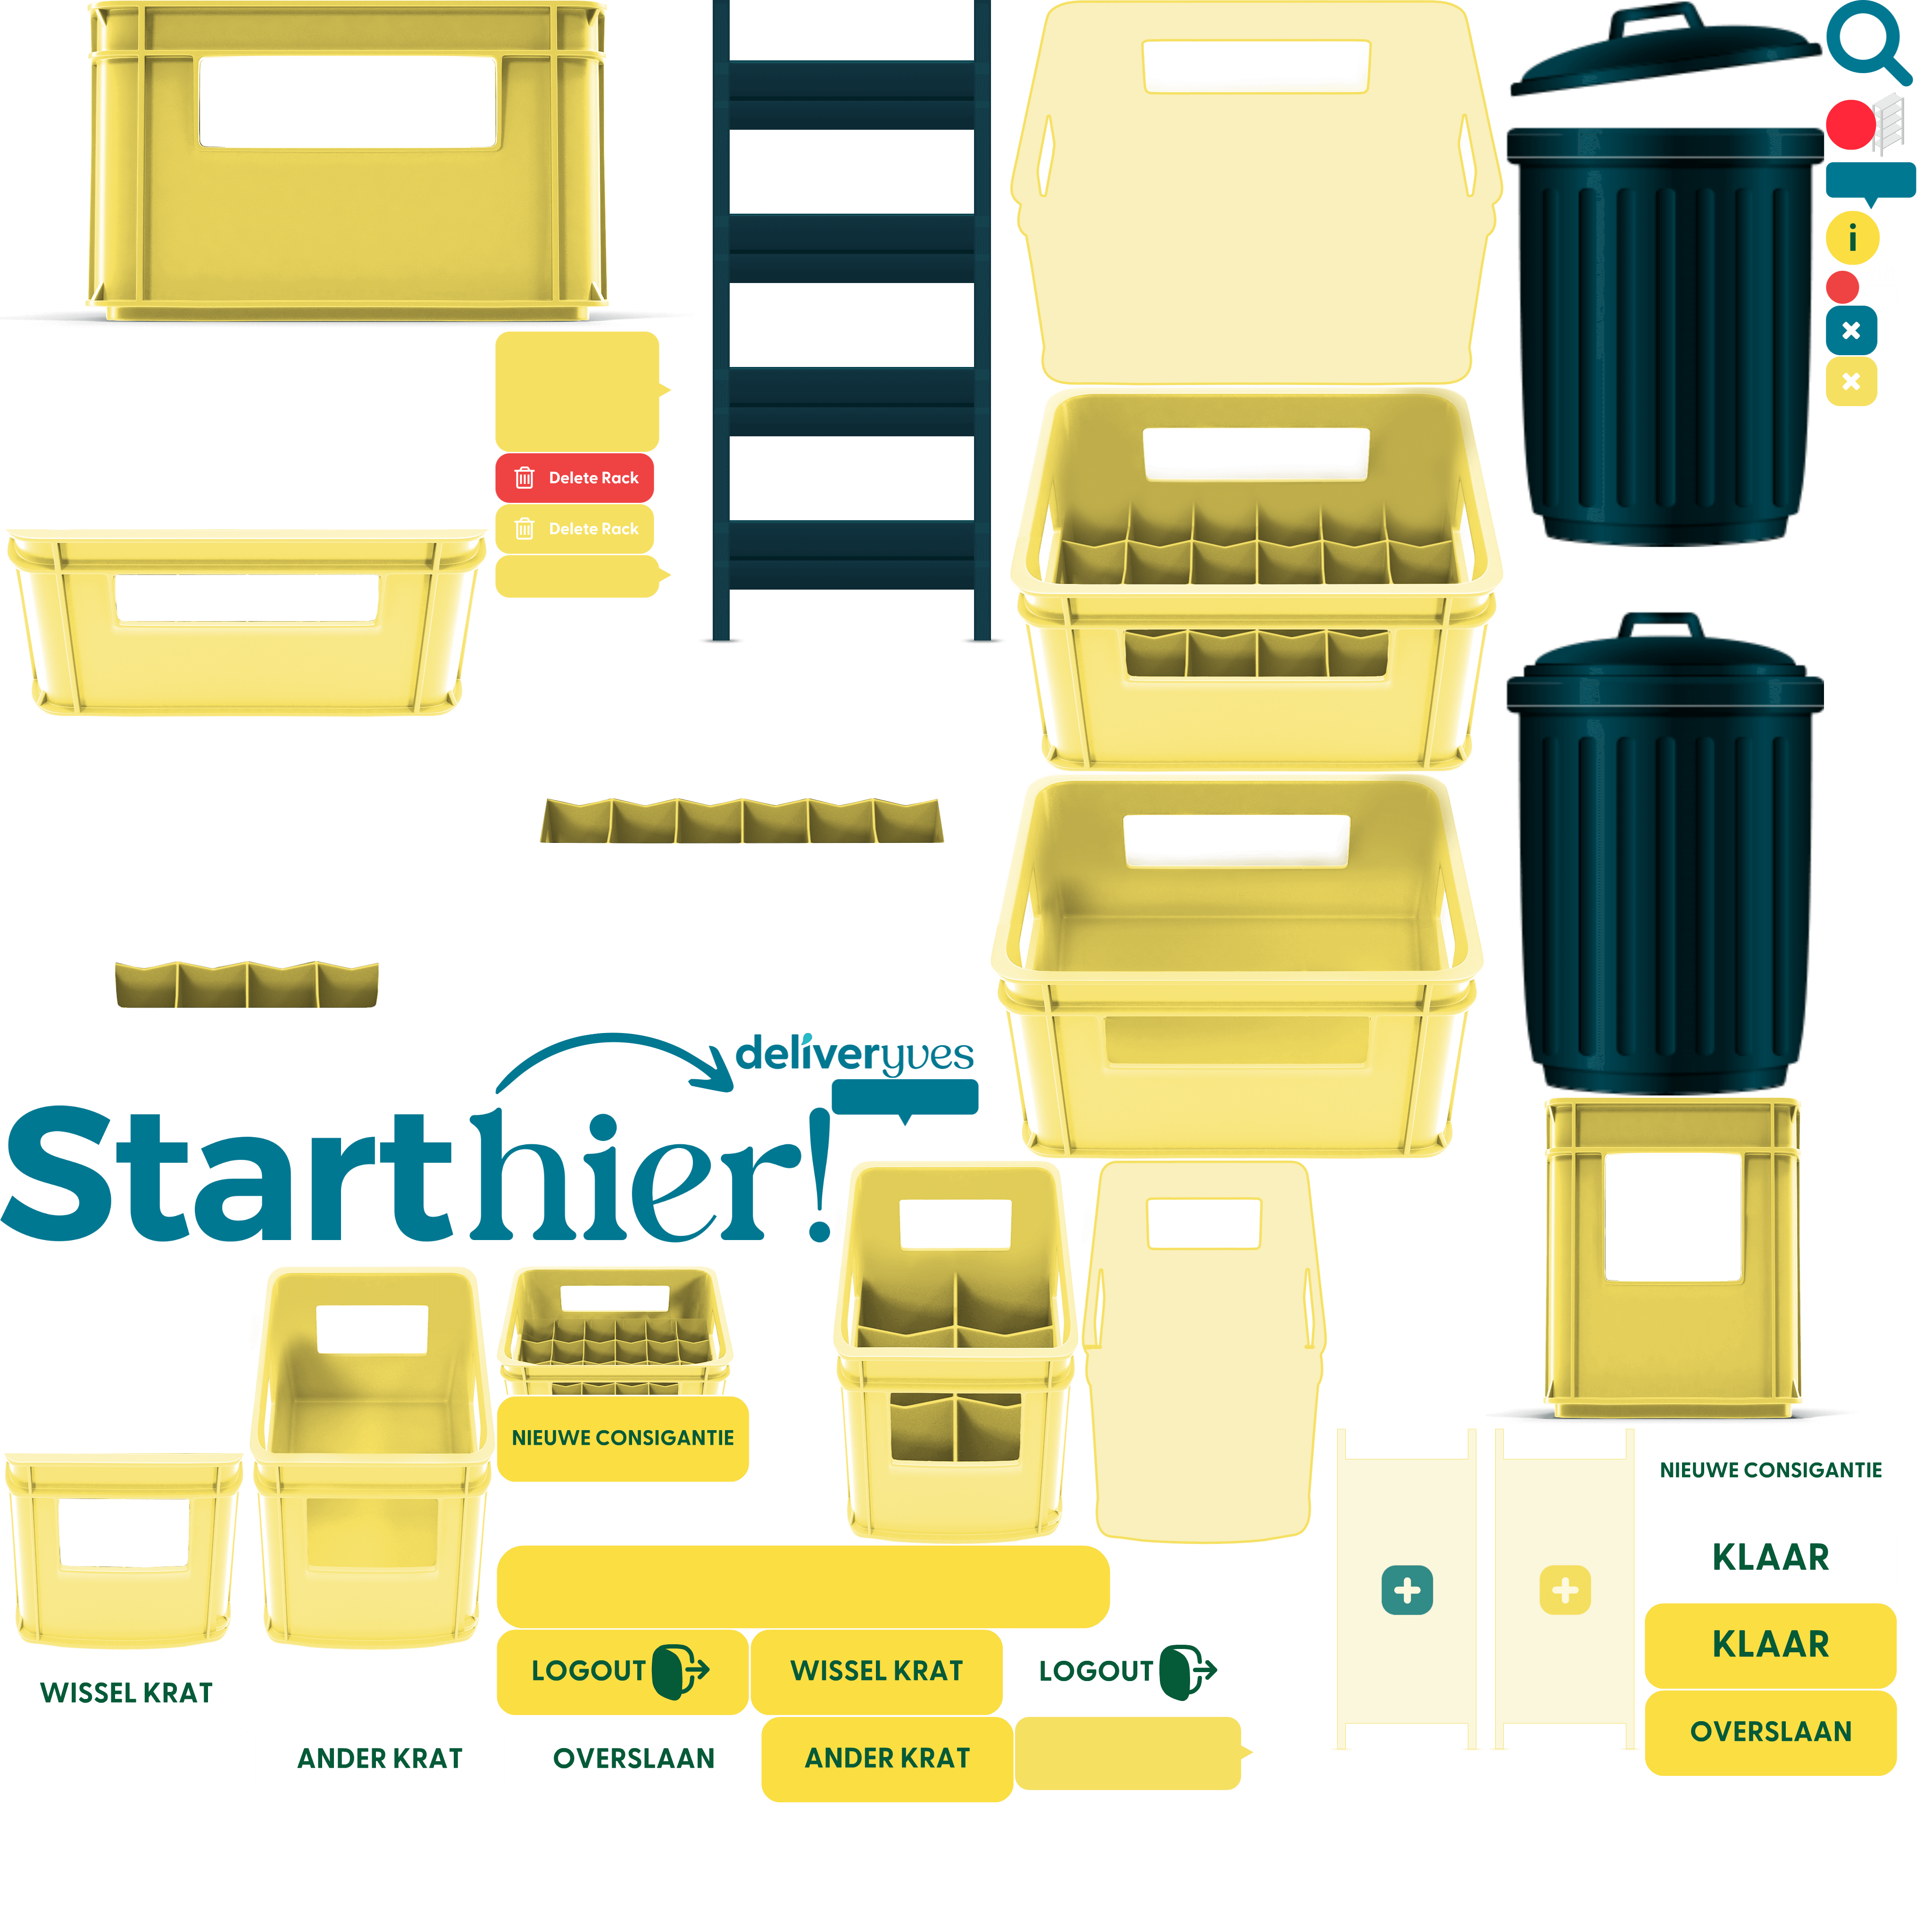 i
Delete Rack
Delete Rack
deliveryves
Start hier!
NIEUWE CONSIGANTIE
NIEUWE CONSIGANTIE
KLAAR
KLAAR
LOGOUT
WISSEL KRAT
LOGOUT
WISSEL KRAT
OVERSLAAN
ANDER KRAT
OVERSLAAN
ANDER KRAT